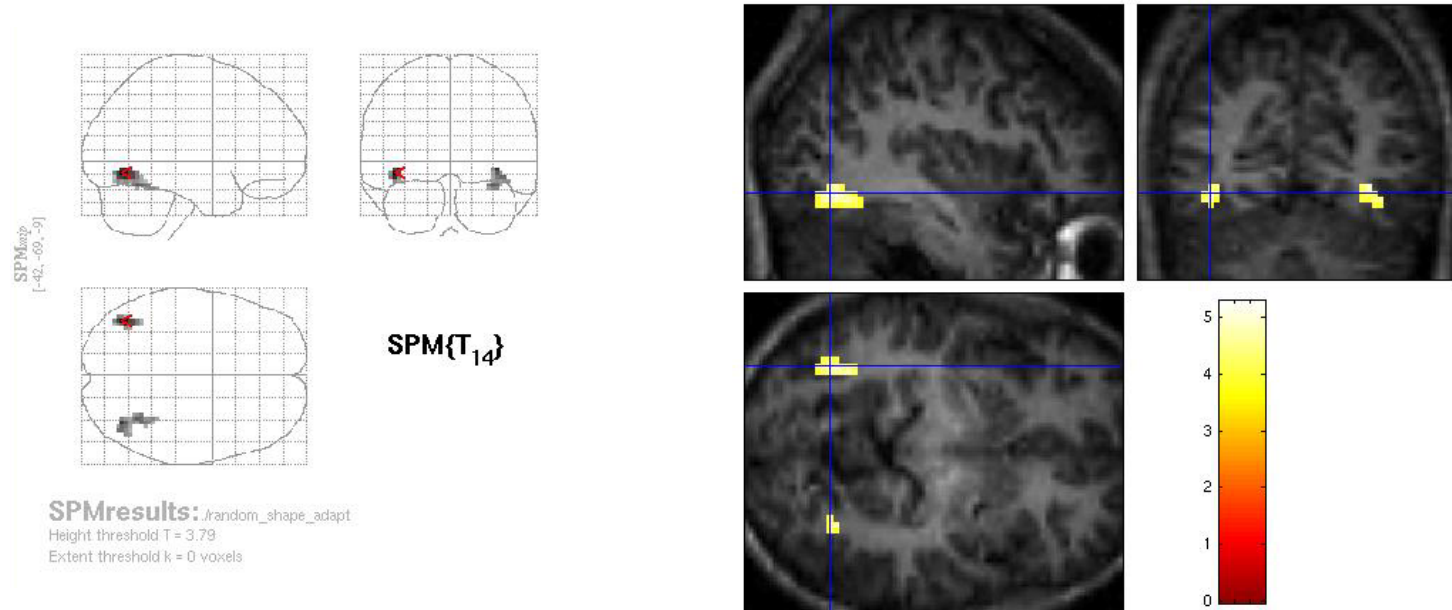 SPMmip
[-42, -69, -9]
SPM{T14}
SPMresults: ./random_shape_adapt
Height threshold T = 3.79
Extent threshold k = 0 voxels
5
4
3
2
1
0